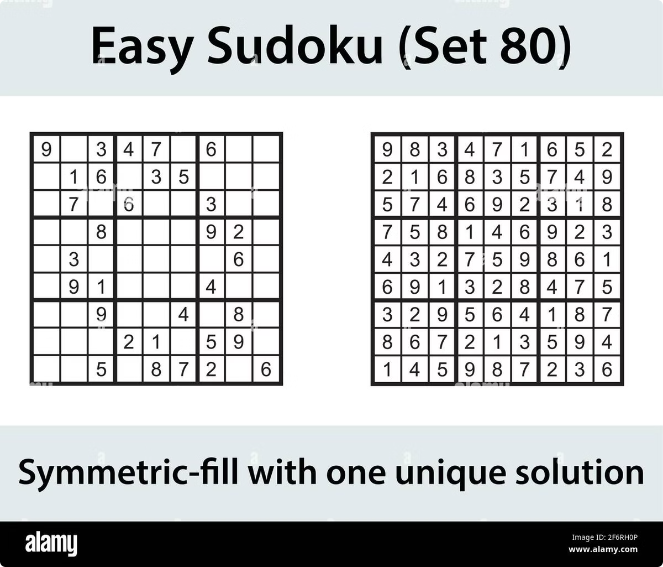 Easy Sudoku (Set 80)
9 3 4 7 6
1 6 3 5
7 6 3
8 9 2
3 6
9 1 4
9 4 8
2 1 5 9
5 8 7 2 6
9 8 3 4 7 1 6 5 2
2 1 6 8 3 5 7 4 9
5 7 4 6 9 2 3 1 8
7 5 8 1 4 6 9 2 3
4 3 2 7 5 9 8 6 1
6 9 1 3 2 8 4 7 5
3 2 9 5 6 4 1 8 7
8 6 7 2 1 3 5 9 4
1 4 5 9 8 7 2 3 6
Symmetric-fill with one unique solution
alamy
Image ID: 2F6RH0P
www.alamy.com